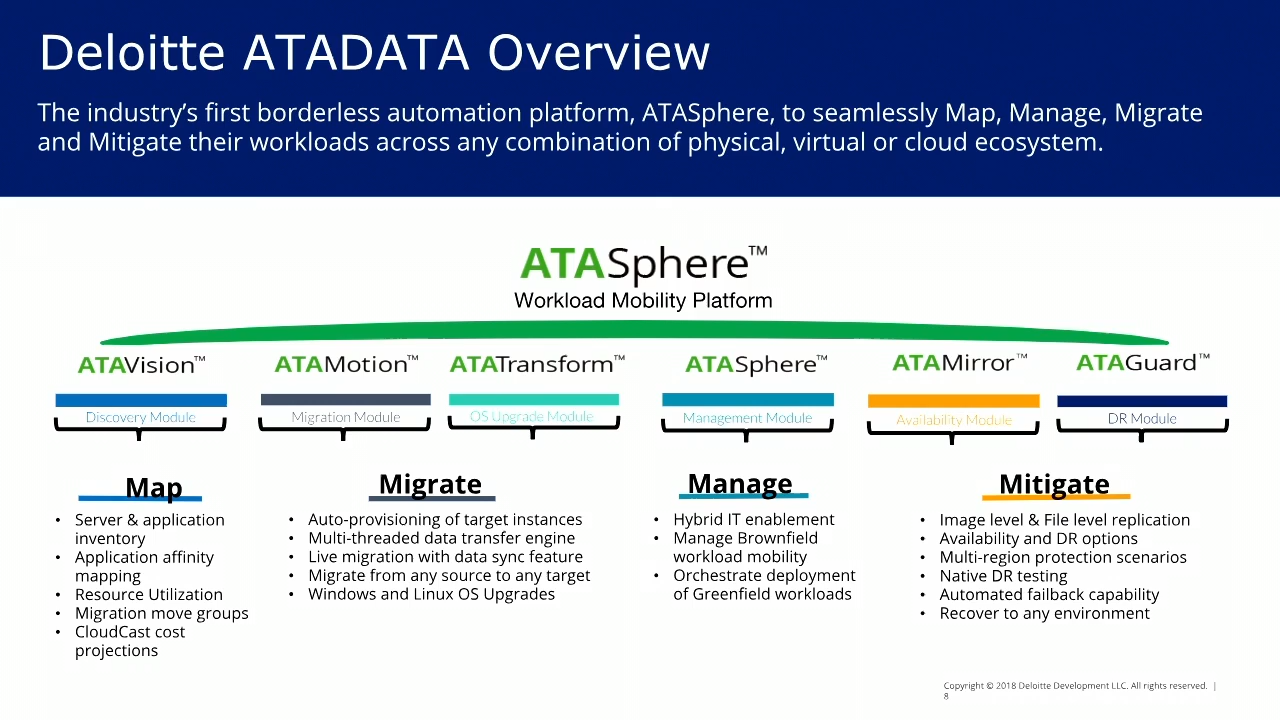 Deloitte ATADATA Overview
The industry’s first borderless automation platform, ATASphere, to seamlessly Map, Manage, Migrate
and Mitigate their workloads across any combination of physical, virtual or cloud ecosystem.
ATASphere™
Workload Mobility Platform
ATAVision™
Discovery Module
ATAMotion™
Migration Module
ATATransform™
OS Upgrade Module
ATASphere™
Management Module
ATAMirror™
Availability Module
ATAGuard™
DR Module
Map
• Server & application
inventory
• Application affinity
mapping
• Resource Utilization
• Migration move groups
• CloudCast cost
projections
Migrate
• Auto-provisioning of target instances
• Multi-threaded data transfer engine
• Live migration with data sync feature
• Migrate from any source to any target
• Windows and Linux OS Upgrades
Manage
• Hybrid IT enablement
• Manage Brownfield
workload mobility
• Orchestrate deployment
of Greenfield workloads
Mitigate
• Image level & File level replication
• Availability and DR options
• Multi-region protection scenarios
• Native DR testing
• Automated failback capability
• Recover to any environment
Copyright © 2018 Deloitte Development LLC. All rights reserved. |
8